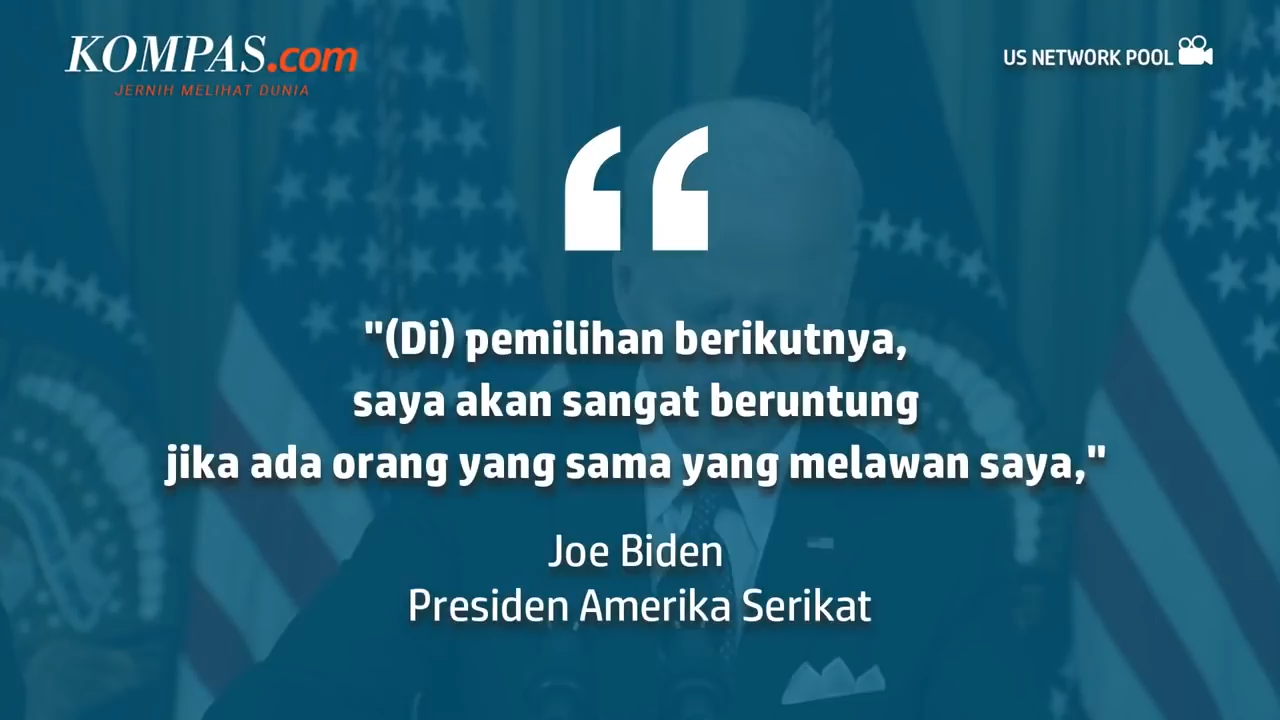 KOMPAS.com
JERNIH MELIHAT DUNIA
US NETWORK POOL
“
"(Di) pemilihan berikutnya,
saya akan sangat beruntung
jika ada orang yang sama yang melawan saya,"
Joe Biden
Presiden Amerika Serikat